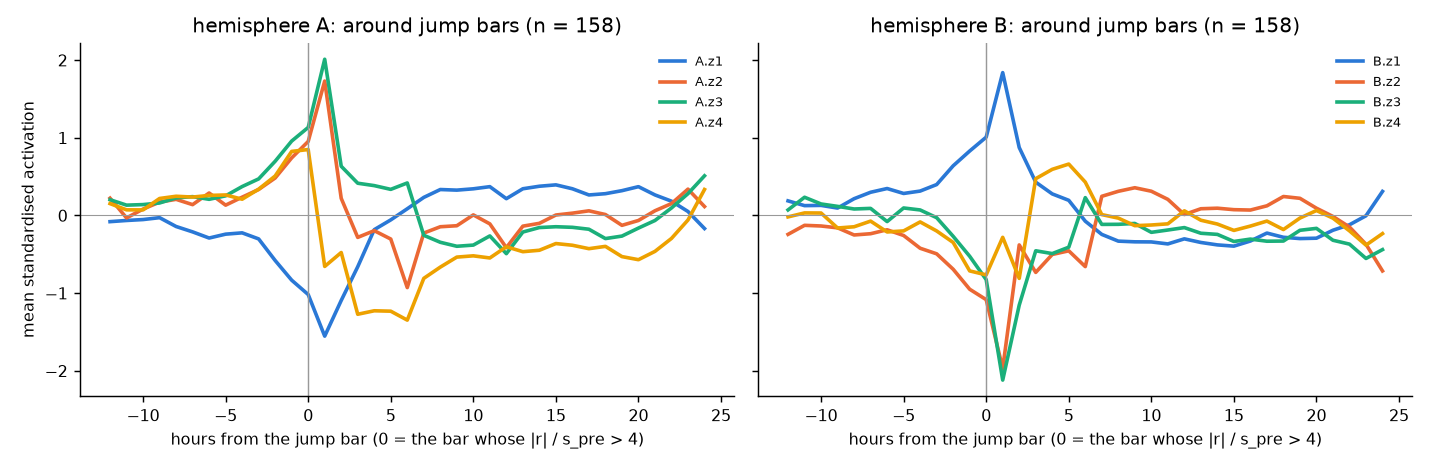 hemisphere A: around jump bars (n = 158)
hemisphere B: around jump bars (n = 158)
mean standardised activation
2
1
0
−1
−2
A.z1
A.z2
A.z3
A.z4
B.z1
B.z2
B.z3
B.z4
−10 −5 0 5 10 15 20 25
−10 −5 0 5 10 15 20 25
hours from the jump bar (0 = the bar whose |r| / s_pre > 4)
hours from the jump bar (0 = the bar whose |r| / s_pre > 4)